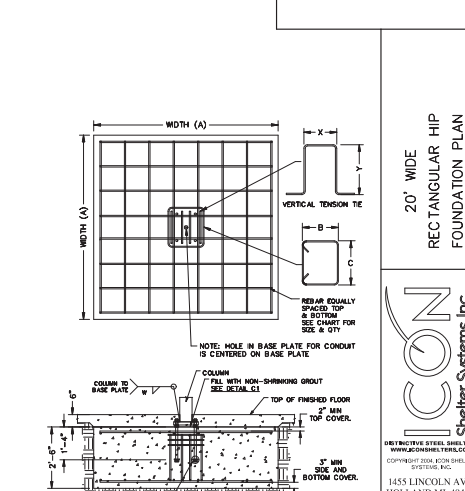 WIDTH (A)
WIDTH (A)
X
Y
VERTICAL TENSION TIE
B
C
REBAR EQUALLY
SPACED TOP
& BOTTOM
SEE CHART FOR
SIZE & QTY
NOTE: HOLE IN BASE PLATE FOR CONDUIT
IS CENTERED ON BASE PLATE
COLUMN
FILL WITH NON-SHRINKING GROUT
SEE DETAIL C1
TOP OF FINISHED FLOOR
COLUMN TO
BASE PLATE
W
2" MIN
TOP COVER.
6"
1'-4"
2'-6"
3" MIN
SIDE AND
BOTTOM COVER.
20' WIDE
RECTANGULAR HIP
FOUNDATION PLAN
ICON
Shelter Systems Inc
DISTINCTIVE STEEL SHELT
WWW.ICONSHELTERS.CO
COPYRIGHT 2004, ICON SHEL
SYSTEMS, INC.
1455 LINCOLN AV